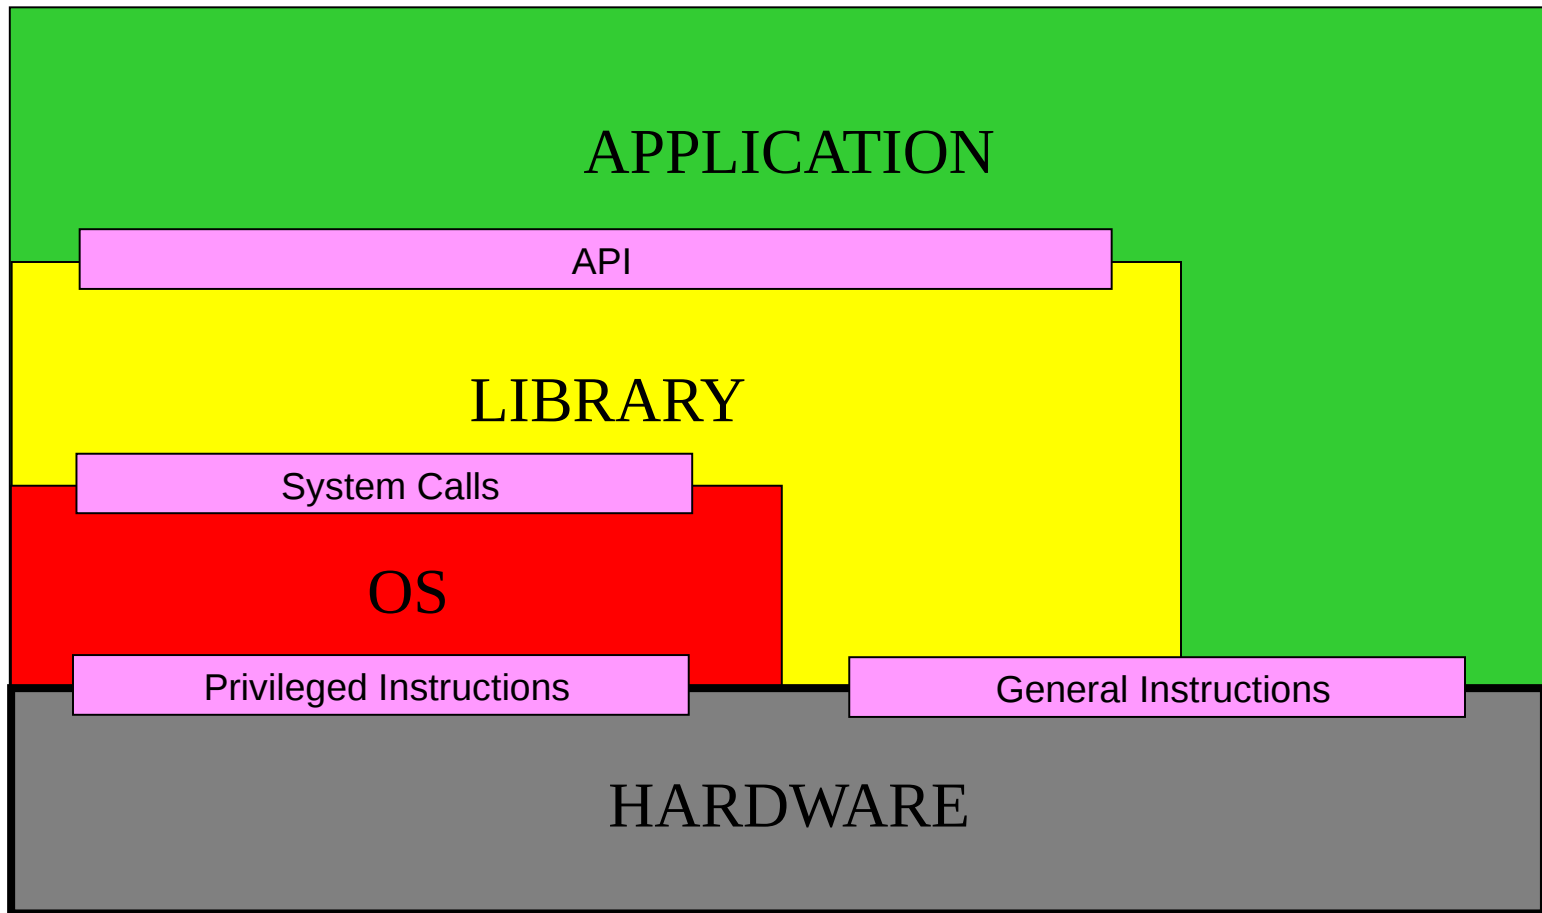 APPLICATION
API
LIBRARY
System Calls
OS
Privileged Instructions
General Instructions
HARDWARE